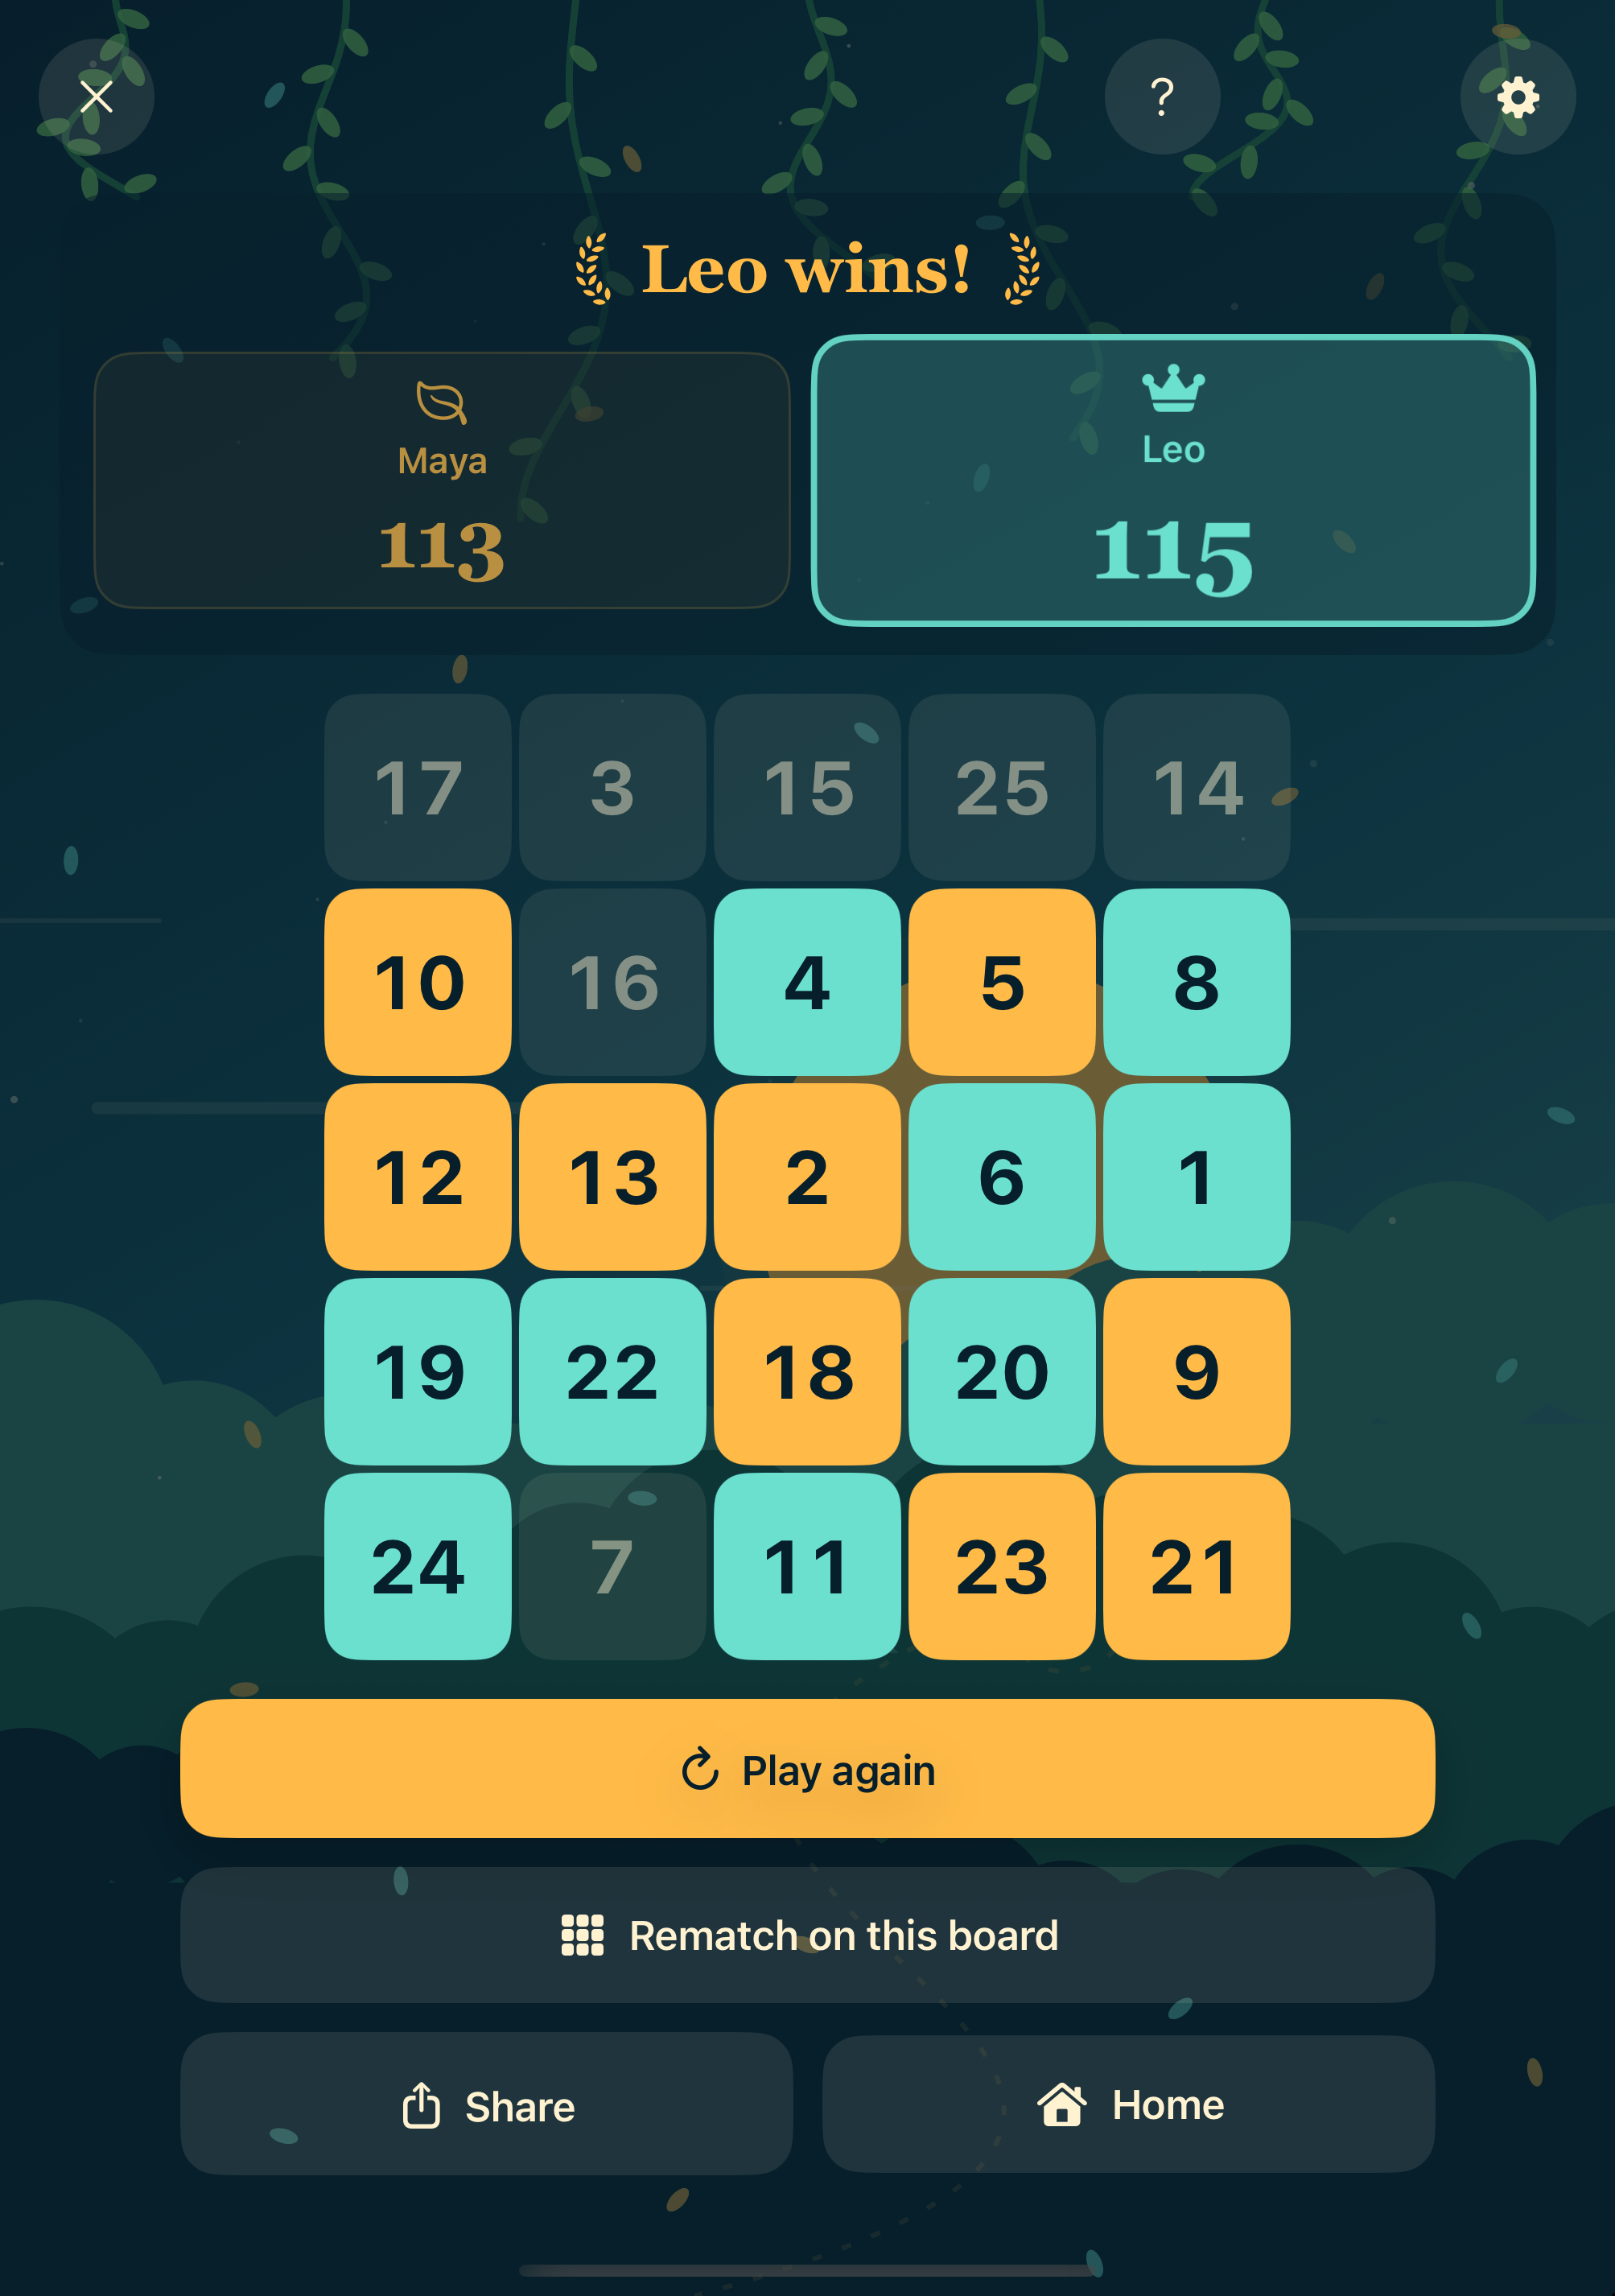 ?
Leo wins!
Maya
Leo
113
115
17 3 15 25 14
10 16 4 5 8
12 13 2 6 1
19 22 18 20 9
24 7 11 23 21
Play again
Rematch on this board
Share
Home